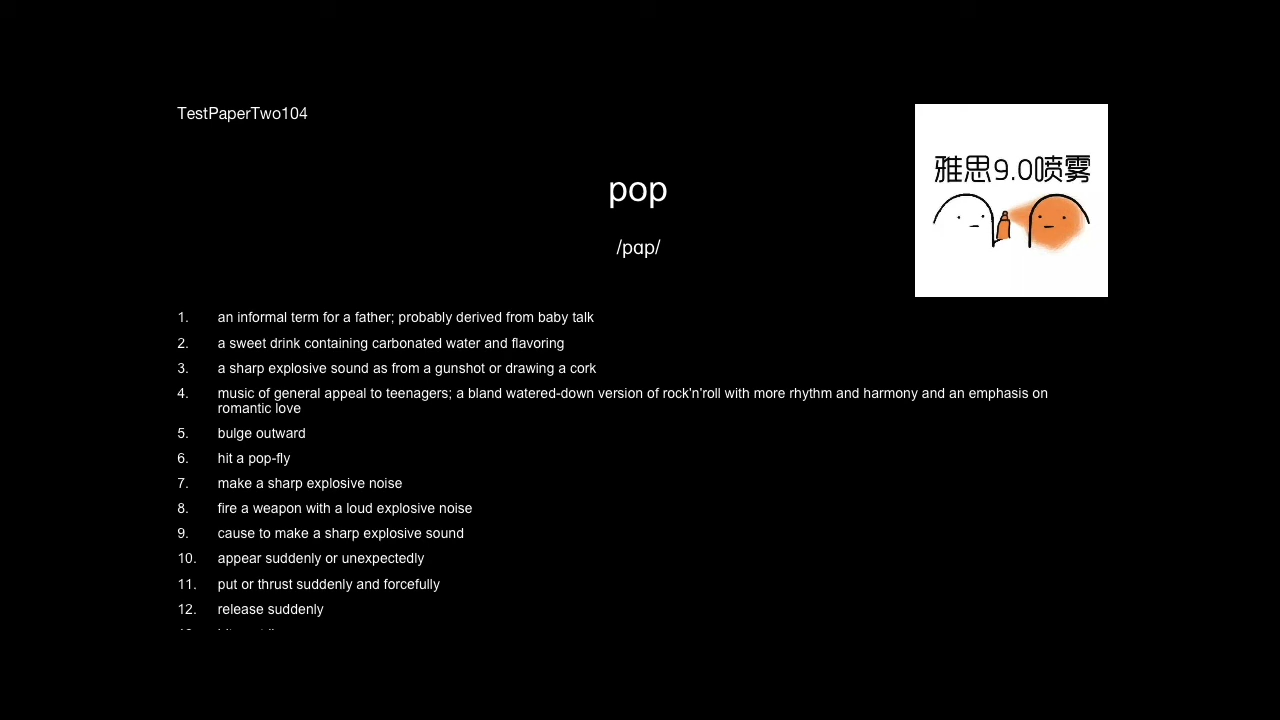 TestPaperTwo104
雅思9.0喷雾
pop
/pɑp/
1. an informal term for a father; probably derived from baby talk
2. a sweet drink containing carbonated water and flavoring
3. a sharp explosive sound as from a gunshot or drawing a cork
4. music of general appeal to teenagers; a bland watered-down version of rock'n'roll with more rhythm and harmony and an emphasis on
romantic love
5. bulge outward
6. hit a pop-fly
7. make a sharp explosive noise
8. fire a weapon with a loud explosive noise
9. cause to make a sharp explosive sound
10. appear suddenly or unexpectedly
11. put or thrust suddenly and forcefully
12. release suddenly